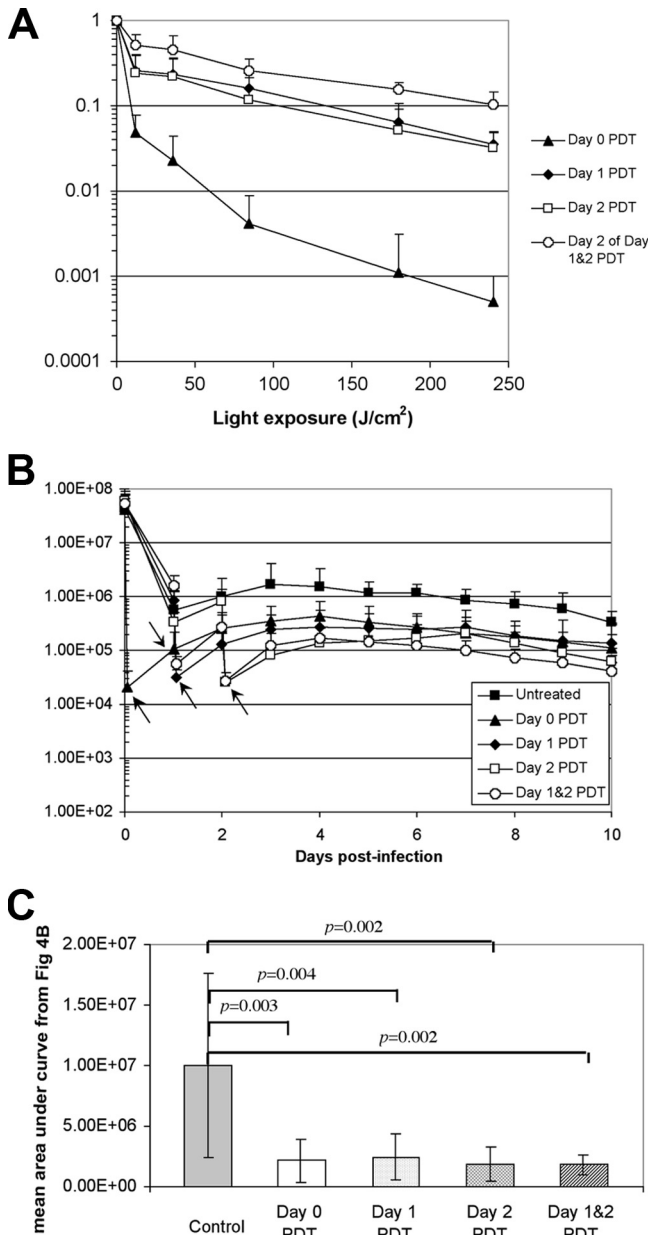 A
1
0.1
0.01
0.001
0.0001
0
50
100
150
200
250
Light exposure (J/cm²)
Day 0 PDT
Day 1 PDT
Day 2 PDT
Day 2 of Day
1&2 PDT
B
1.00E+08
1.00E+07
1.00E+06
1.00E+05
1.00E+04
1.00E+03
1.00E+02
0
2
4
6
8
10
Days post-infection
Untreated
Day 0 PDT
Day 1 PDT
Day 2 PDT
Day 1&2 PDT
C
mean area under curve from Fig 4B
2.00E+07
1.50E+07
1.00E+07
5.00E+06
0.00E+00
p=0.002
p=0.004
p=0.003
p=0.002
Control
Day 0
PDT
Day 1
PDT
Day 2
PDT
Day 1&2
PDT